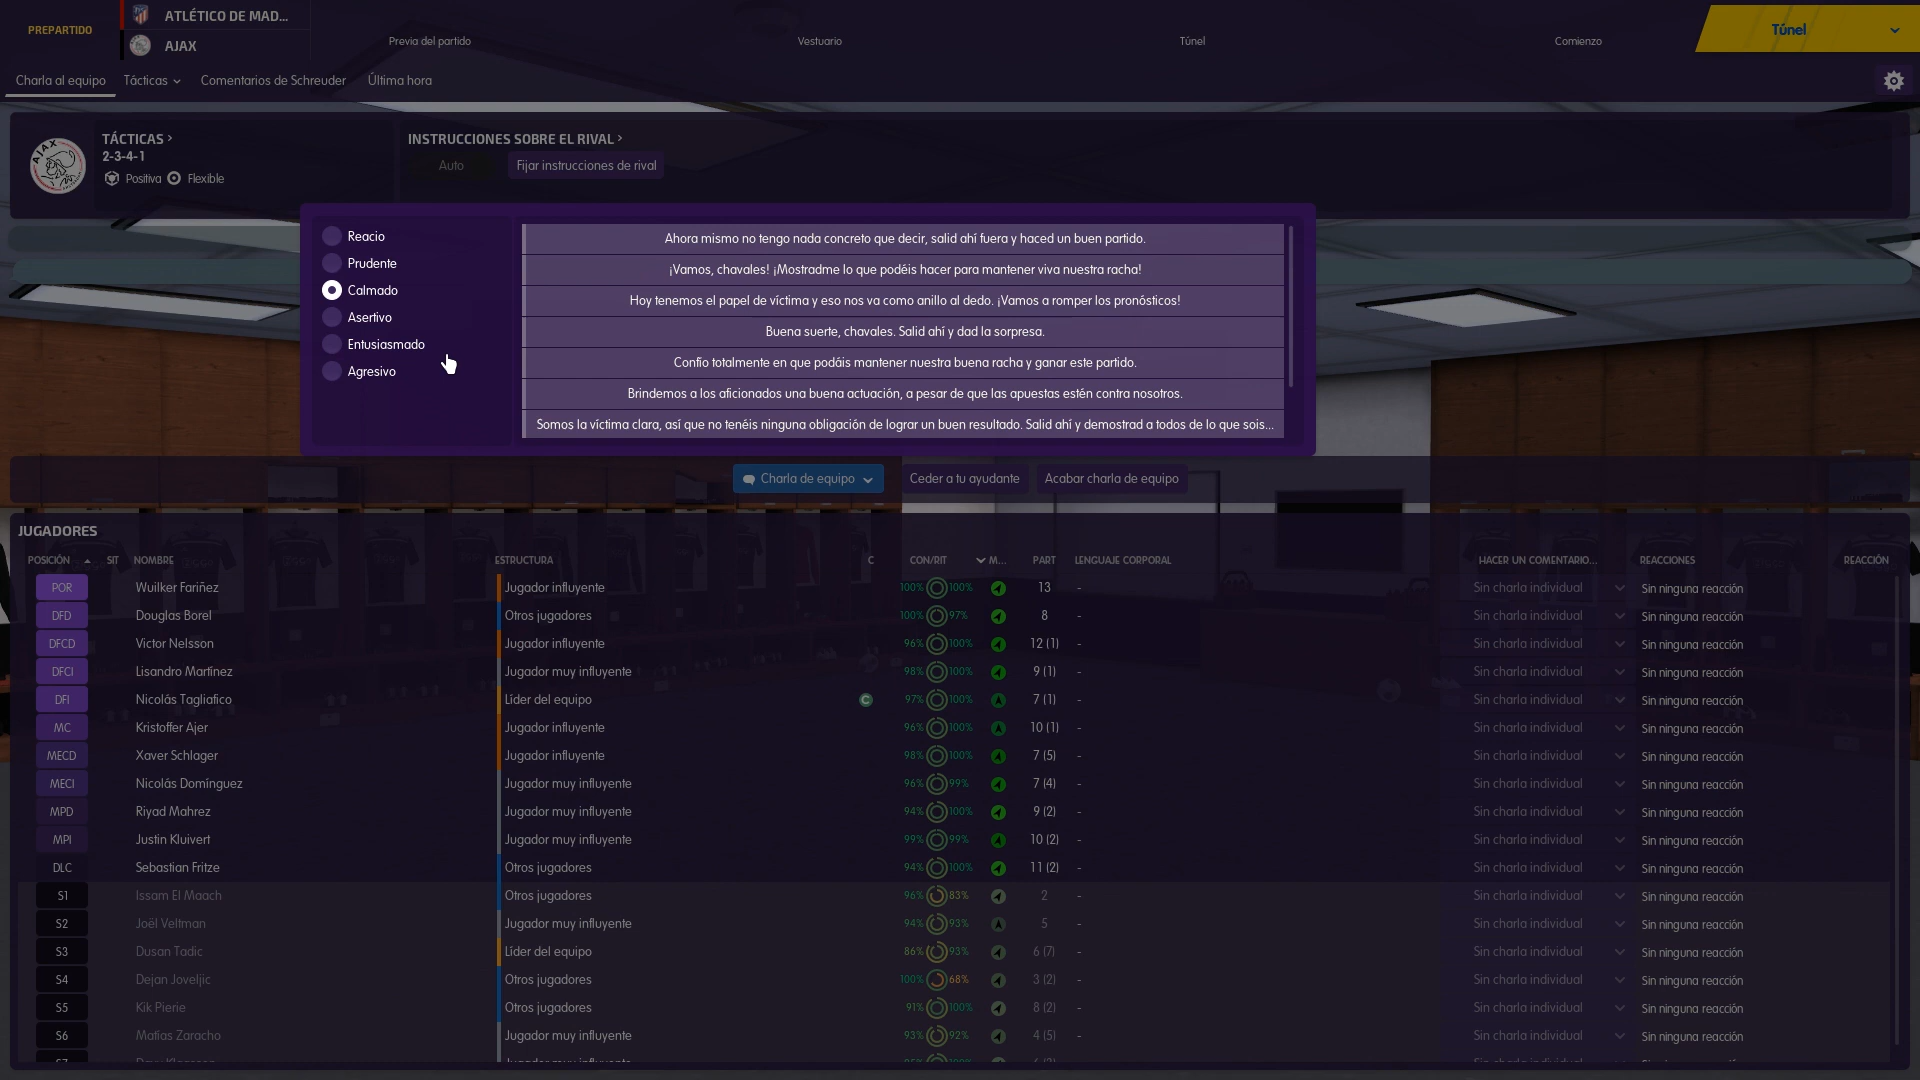 PREPARTIDO
ATLÉTICO DE MAD...
AJAX
Previa del partido
Vestuario
Túnel
Comienzo
Túnel
Charla al equipo
Tácticas
Comentarios de Schreuder
Última hora
AJAX
TÁCTICAS
2-3-4-1
Positiva
Flexible
INSTRUCCIONES SOBRE EL RIVAL
Auto
Fijar instrucciones de rival
Reacio
Prudente
Calmado
Asertivo
Entusiasmado
Agresivo
Ahora mismo no tengo nada concreto que decir, salid ahí fuera y haced un buen partido.
¡Vamos, chavales! ¡Mostradme lo que podéis hacer para mantener viva nuestra racha!
Hoy tenemos el papel de víctima y eso nos va como anillo al dedo. ¡Vamos a romper los pronósticos!
Buena suerte, chavales. Salid ahí y dad la sorpresa.
Confío totalmente en que podáis mantener nuestra buena racha y ganar este partido.
Brindemos a los aficionados una buena actuación, a pesar de que las apuestas estén contra nosotros.
Somos la víctima clara, así que no tenéis ninguna obligación de lograr un buen resultado. Salid ahí y demostrad a todos de lo que sois...
Charla de equipo
Ceder a tu ayudante
Acabar charla de equipo
JUGADORES
POSICIÓN SIT NOMBRE ESTRUCTURA C CON/RIT M... PART LENGUAJE CORPORAL HACER UN COMENTARIO... REACCIONES REACCIÓN
POR Wuilker Fariñez Jugador influyente 100% 100% 13 - Sin charla individual Sin ninguna reacción
DFD Douglas Borel Otros jugadores 100% 97% 8 - Sin charla individual Sin ninguna reacción
DFCD Victor Nelsson Jugador influyente 96% 100% 12 (1) - Sin charla individual Sin ninguna reacción
DFCI Lisandro Martínez Jugador muy influyente 98% 100% 9 (1) - Sin charla individual Sin ninguna reacción
DFI Nicolás Tagliafico Líder del equipo C 97% 100% 7 (1) - Sin charla individual Sin ninguna reacción
MC Kristoffer Ajer Jugador influyente 96% 100% 10 (1) - Sin charla individual Sin ninguna reacción
MECD Xaver Schlager Jugador influyente 98% 100% 7 (5) - Sin charla individual Sin ninguna reacción
MECI Nicolás Domínguez Jugador muy influyente 96% 99% 7 (4) - Sin charla individual Sin ninguna reacción
MPD Riyad Mahrez Jugador muy influyente 94% 100% 9 (2) - Sin charla individual Sin ninguna reacción
MPI Justin Kluivert Jugador muy influyente 99% 99% 10 (2) - Sin charla individual Sin ninguna reacción
DLC Sebastian Fritze Otros jugadores 94% 100% 11 (2) - Sin charla individual Sin ninguna reacción
S1 Issam El Maach Otros jugadores 96% 83% 2 - Sin charla individual Sin ninguna reacción
S2 Joël Veltman Jugador muy influyente 94% 93% 5 - Sin charla individual Sin ninguna reacción
S3 Dusan Tadic Líder del equipo 86% 93% 6 (7) - Sin charla individual Sin ninguna reacción
S4 Dejan Joveljic Otros jugadores 100% 68% 3 (2) - Sin charla individual Sin ninguna reacción
S5 Kik Pierie Otros jugadores 91% 100% 8 (2) - Sin charla individual Sin ninguna reacción
S6 Matías Zaracho Jugador muy influyente 93% 92% 4 (5) - Sin charla individual Sin ninguna reacción